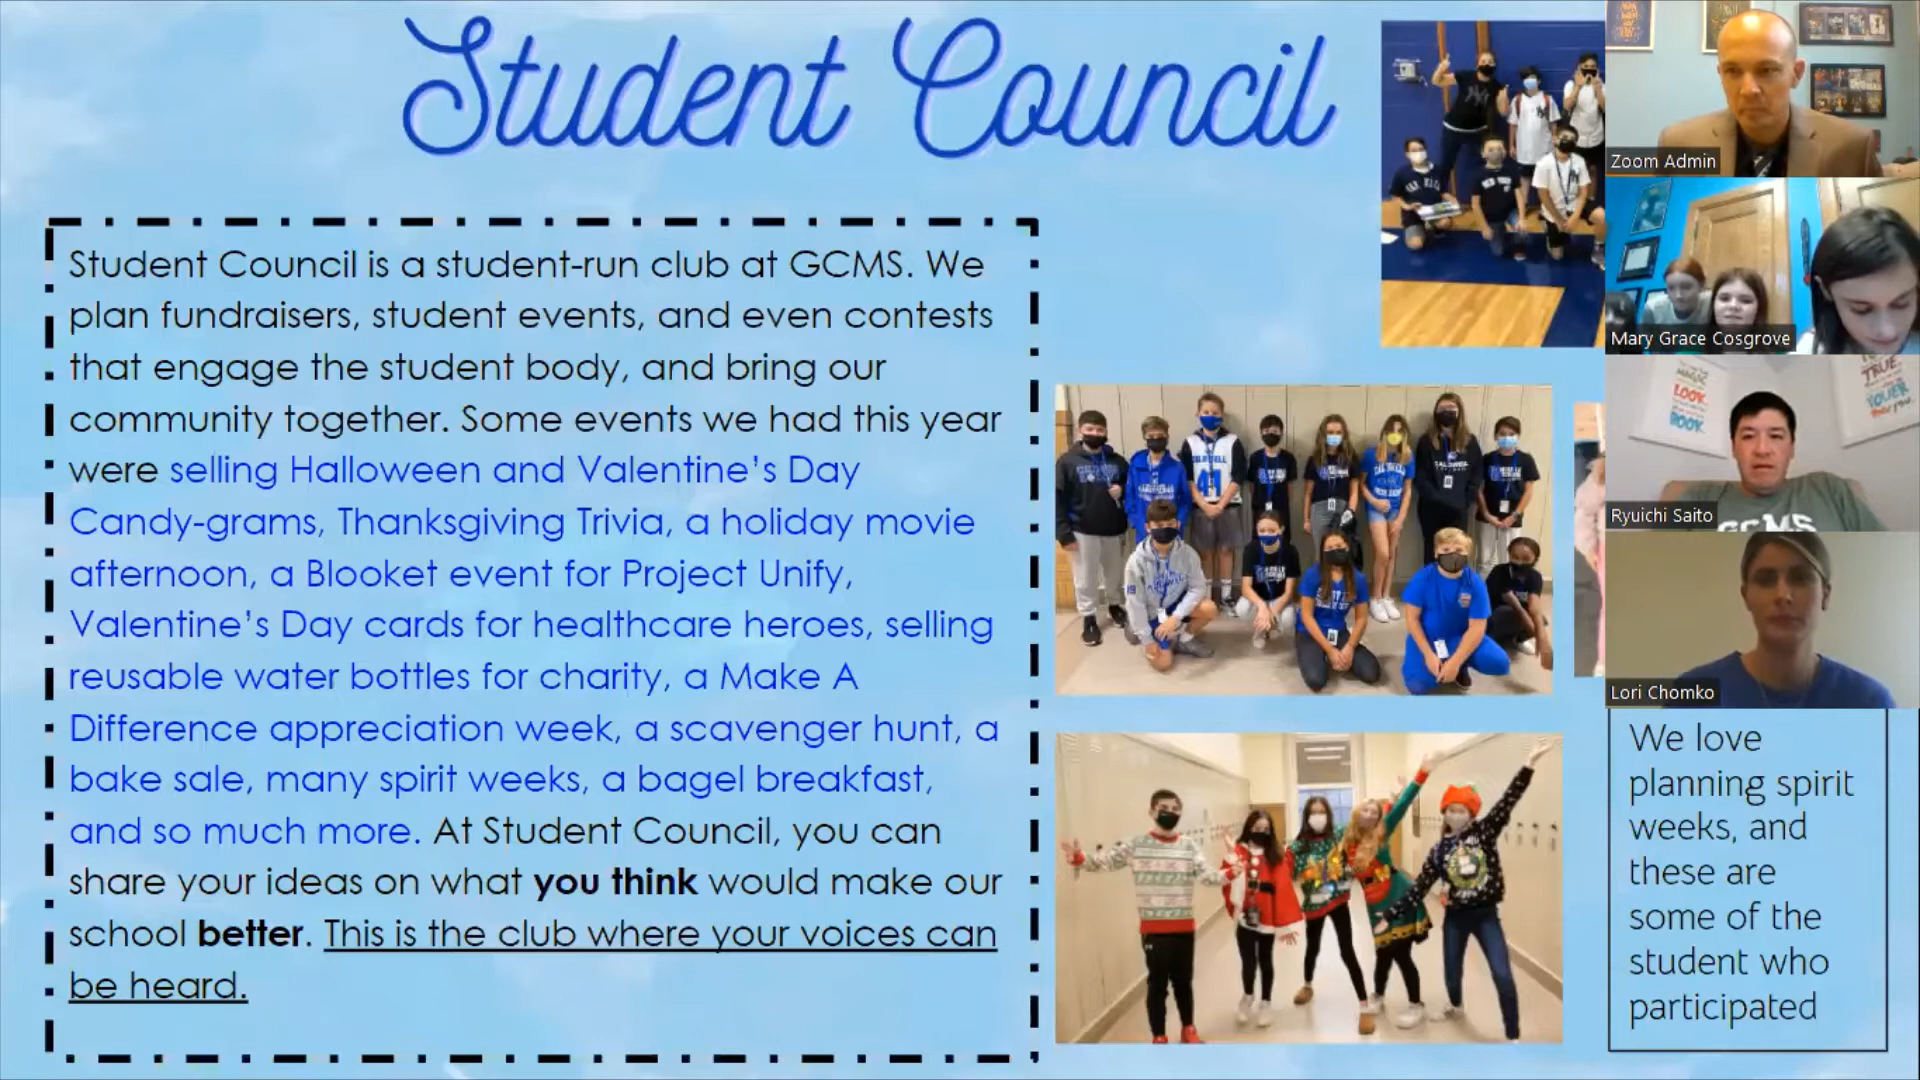 Student Council
Student Council is a student-run club at GCMS. We
plan fundraisers, student events, and even contests
that engage the student body, and bring our
community together. Some events we had this year
were selling Halloween and Valentine’s Day
Candy-grams, Thanksgiving Trivia, a holiday movie
afternoon, a Blooket event for Project Unify,
Valentine’s Day cards for healthcare heroes, selling
reusable water bottles for charity, a Make A
Difference appreciation week, a scavenger hunt, a
bake sale, many spirit weeks, a bagel breakfast,
and so much more. At Student Council, you can
share your ideas on what you think would make our
school better. This is the club where your voices can
be heard.
Zoom Admin
Mary Grace Cosgrove
MAGIC
LOOK
BOOK.
TRUE
GCMS
Ryuichi Saito
Lori Chomko
We love
planning spirit
weeks, and
these are
some of the
student who
participated